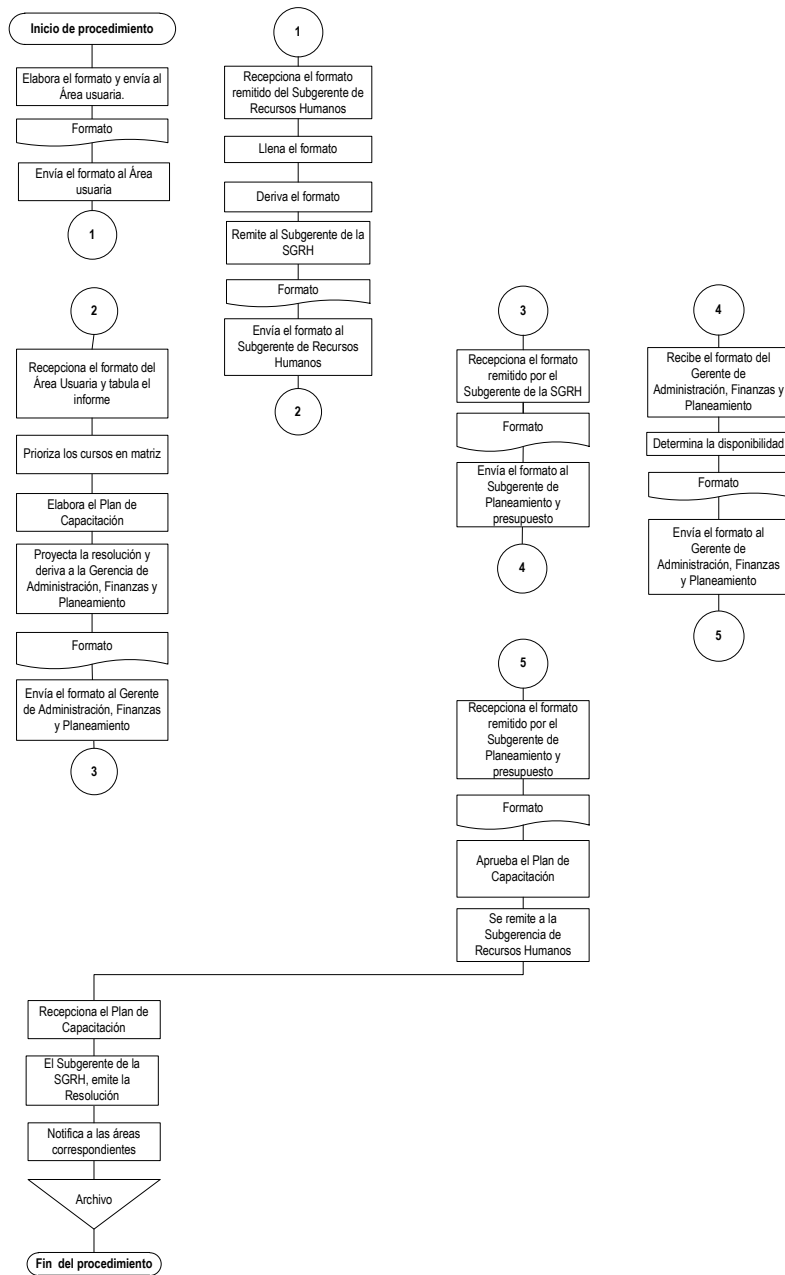 Inicio de procedimiento
Elabora el formato y envía al
Área usuaria.
Formato
Envía el formato al Área
usuaria
1
1
Recepciona el formato
remitido del Subgerente de
Recursos Humanos
Llena el formato
Deriva el formato
Remite al Subgerente de la
SGRH
Formato
Envía el formato al
Subgerente de Recursos
Humanos
2
2
Recepciona el formato del
Área Usuaria y tabula el
informe
Prioriza los cursos en matriz
Elabora el Plan de
Capacitación
Proyecta la resolución y
deriva a la Gerencia de
Administración, Finanzas y
Planeamiento
Formato
Envía el formato al Gerente
de Administración, Finanzas
y Planeamiento
3
3
Recepciona el formato
remitido por el
Subgerente de la SGRH
Formato
Envía el formato al
Subgerente de
Planeamiento y
presupuesto
4
4
Recibe el formato del
Gerente de
Administración, Finanzas y
Planeamiento
Determina la disponibilidad
Formato
Envía el formato al
Gerente de
Administración, Finanzas
y Planeamiento
5
5
Recepciona el formato
remitido por el
Subgerente de
Planeamiento y
presupuesto
Formato
Aprueba el Plan de
Capacitación
Se remite a la
Subgerencia de
Recursos Humanos
Recepciona el Plan de
Capacitación
El Subgerente de la
SGRH, emite la
Resolución
Notifica a las áreas
correspondientes
Archivo
Fin del procedimiento